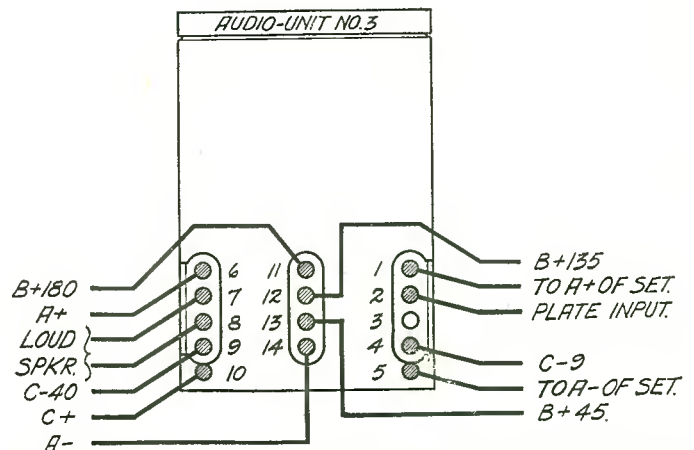 AUDIO-UNIT NO.3
B+180
A+
LOUD
SPKR.
C-40
C+
A-
6
7
8
9
10
11
12
13
14
1
2
3
4
5
B+135
TO A+ OF SET.
PLATE INPUT.
C-9
TO A- OF SET.
B+45.